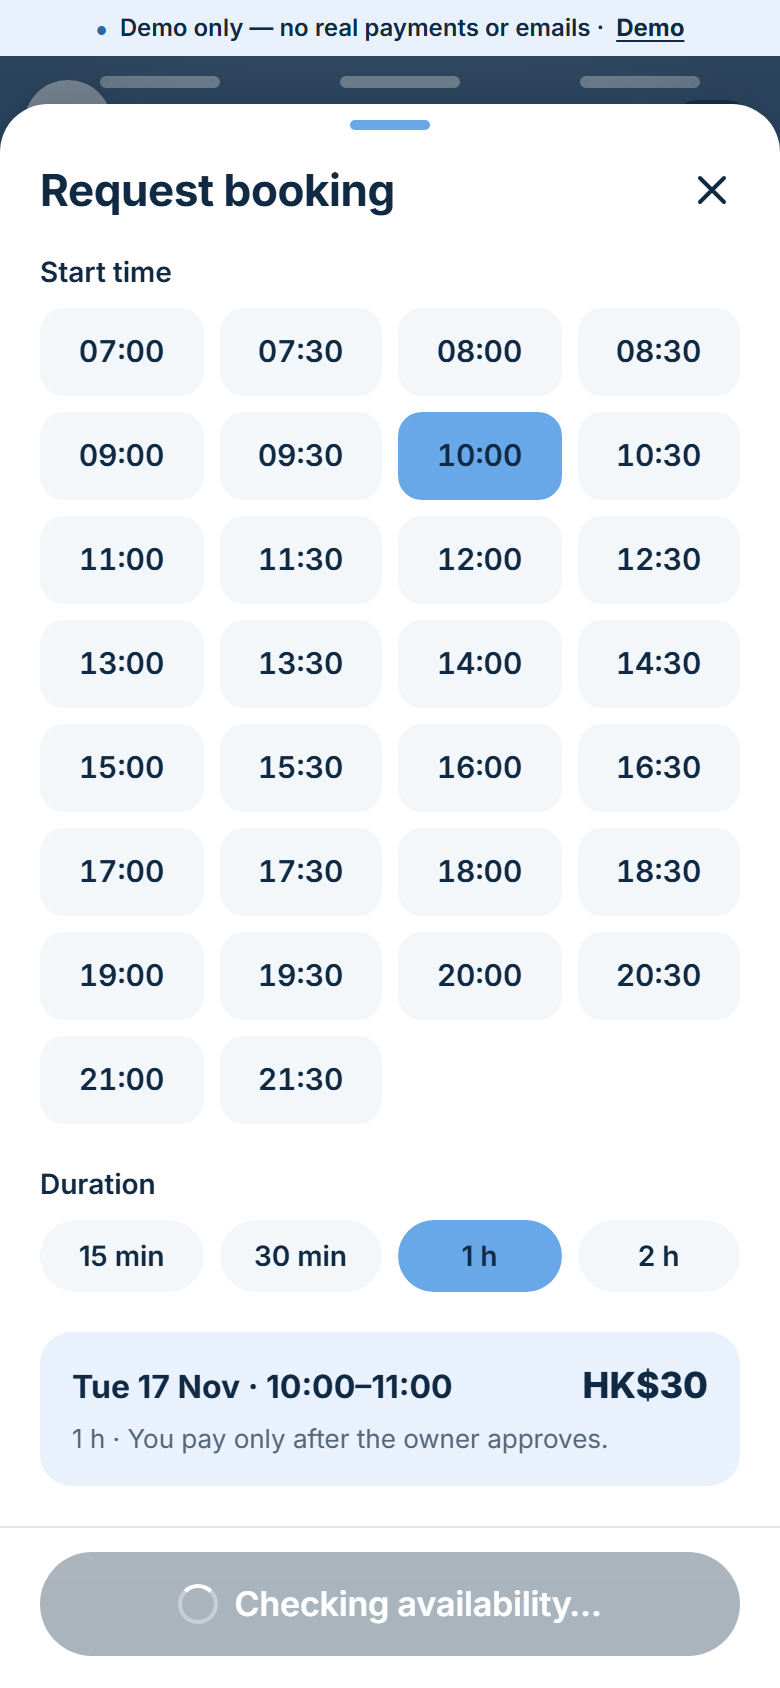 Demo only — no real payments or emails · Demo
Request booking
Start time
07:00 07:30 08:00 08:30
09:00 09:30 10:00 10:30
11:00 11:30 12:00 12:30
13:00 13:30 14:00 14:30
15:00 15:30 16:00 16:30
17:00 17:30 18:00 18:30
19:00 19:30 20:00 20:30
21:00 21:30
Duration
15 min 30 min 1 h 2 h
Tue 17 Nov · 10:00–11:00 HK$30
1 h · You pay only after the owner approves.
Checking availability...